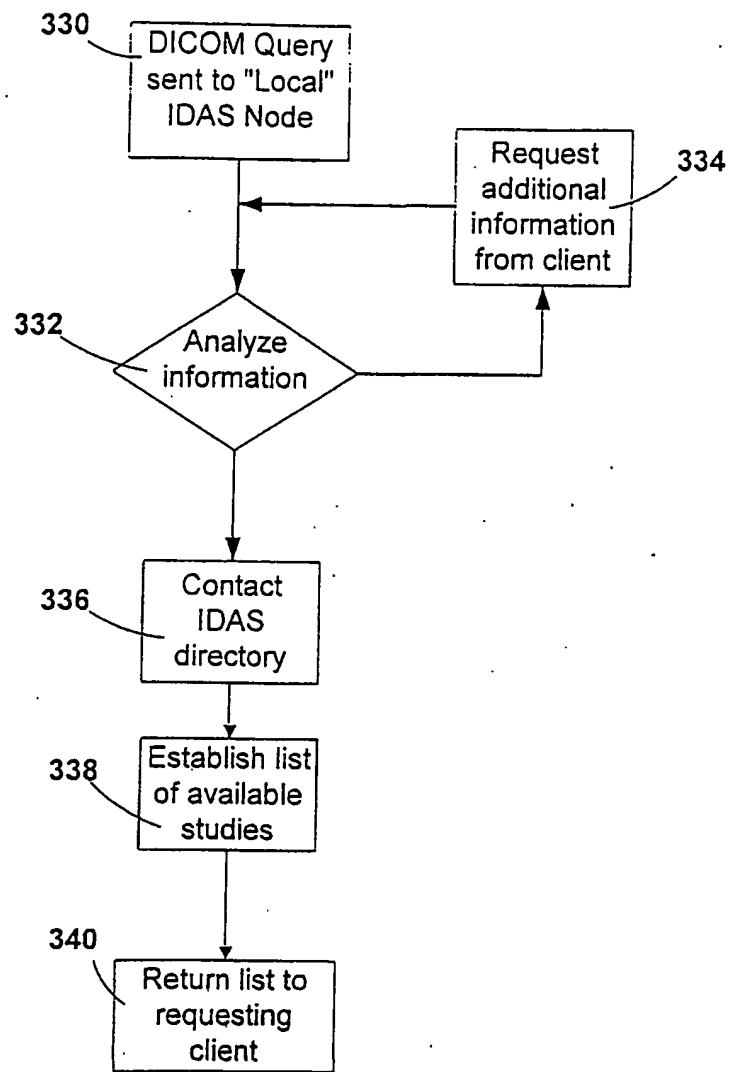 330
DICOM Query
sent to "Local"
IDAS Node
Request
additional
information
from client
334
332
Analyze
information
336
Contact
IDAS
directory
338
Establish list
of available
studies
340
Return list to
requesting
client